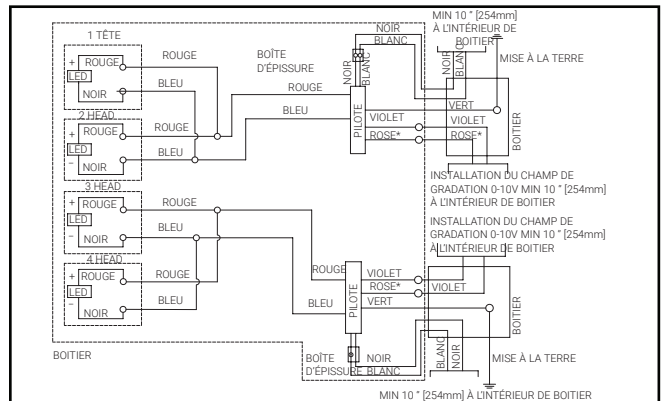 1 TÊTE
+ ROUGE
LED
- NOIR
ROUGE
BLEU
2 HEAD
+ ROUGE
LED
- NOIR
ROUGE
BLEU
3 HEAD
+ ROUGE
LED
- NOIR
ROUGE
BLEU
4 HEAD
+ ROUGE
LED
- NOIR
ROUGE
BLEU
BOITIER
BOÎTE
D'ÉPISSURE
ROUGE
BLEU
NOIR
BLANC
NOIR
BLANC
PILOTE
MIN 10 " [254mm]
À L'INTÉRIEUR DE
BOITIER
NOIR
BLANC
MISE À LA TERRE
VERT
VIOLET
VIOLET
ROSE*
ROSE*
BOITIER
INSTALLATION DU CHAMP DE
GRADATION 0-10V MIN 10 " [254mm]
À L'INTÉRIEUR DE BOITIER
INSTALLATION DU CHAMP DE
GRADATION 0-10V MIN 10 " [254mm]
À L'INTÉRIEUR DE BOITIER
ROUGE
BLEU
PILOTE
VIOLET
ROSE*
VIOLET
VERT
BOITIER
BOÎTE
D'ÉPISSURE
NOIR
BLANC
BLANC
NOIR
MISE À LA TERRE
MIN 10 " [254mm] À L'INTÉRIEUR DE BOITIER